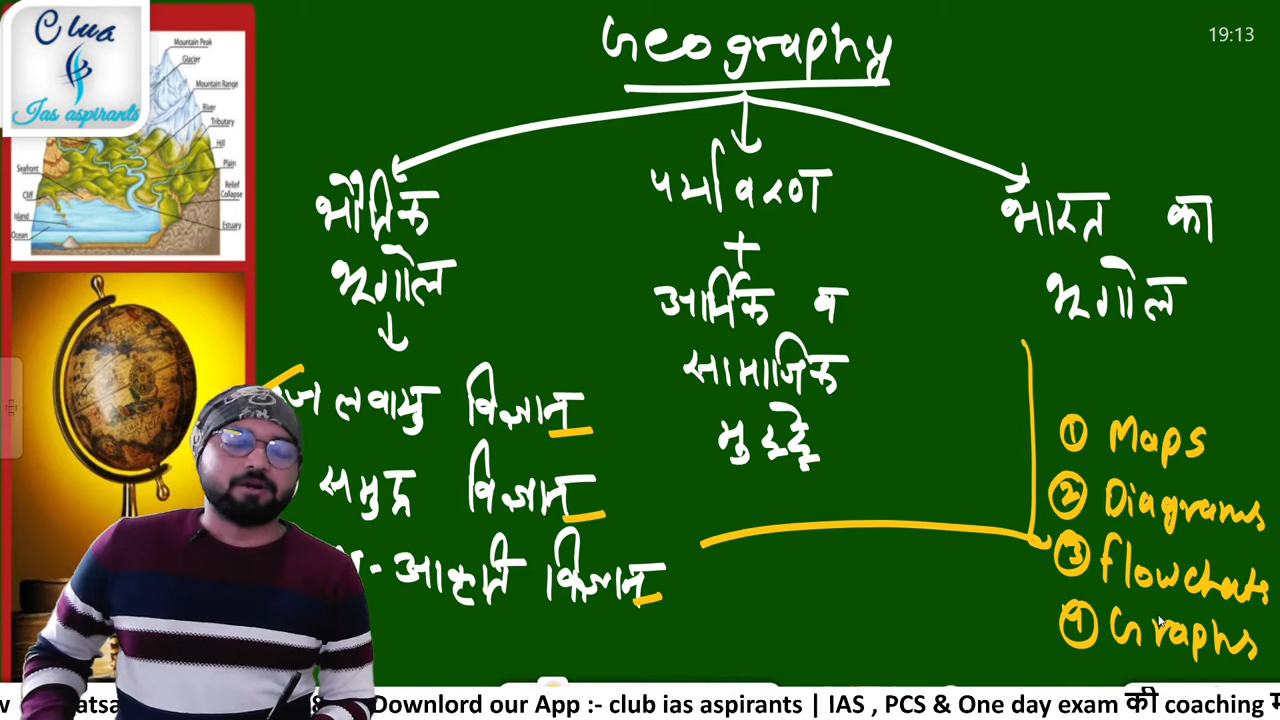 Clua
Ias aspirants
Mountain Peak
Glacier
Mountain Range
River
Tributary
Hill
Plain
Seafront
Relief
Collapse
Cliff
Island
Estuary
Ocean
19:13
Geography
भौतिक
भूगोल
जलवायु विज्ञान
समुद्र विज्ञान
- आकृति विज्ञान
पर्यावरण
+
आर्थिक व
सामाजिक
मुद्दे
भारत का
भूगोल
① Maps
② Diagrams
③ flowchats
④ Graphs
Downlord our App :- club ias aspirants | IAS , PCS & One day exam की coaching